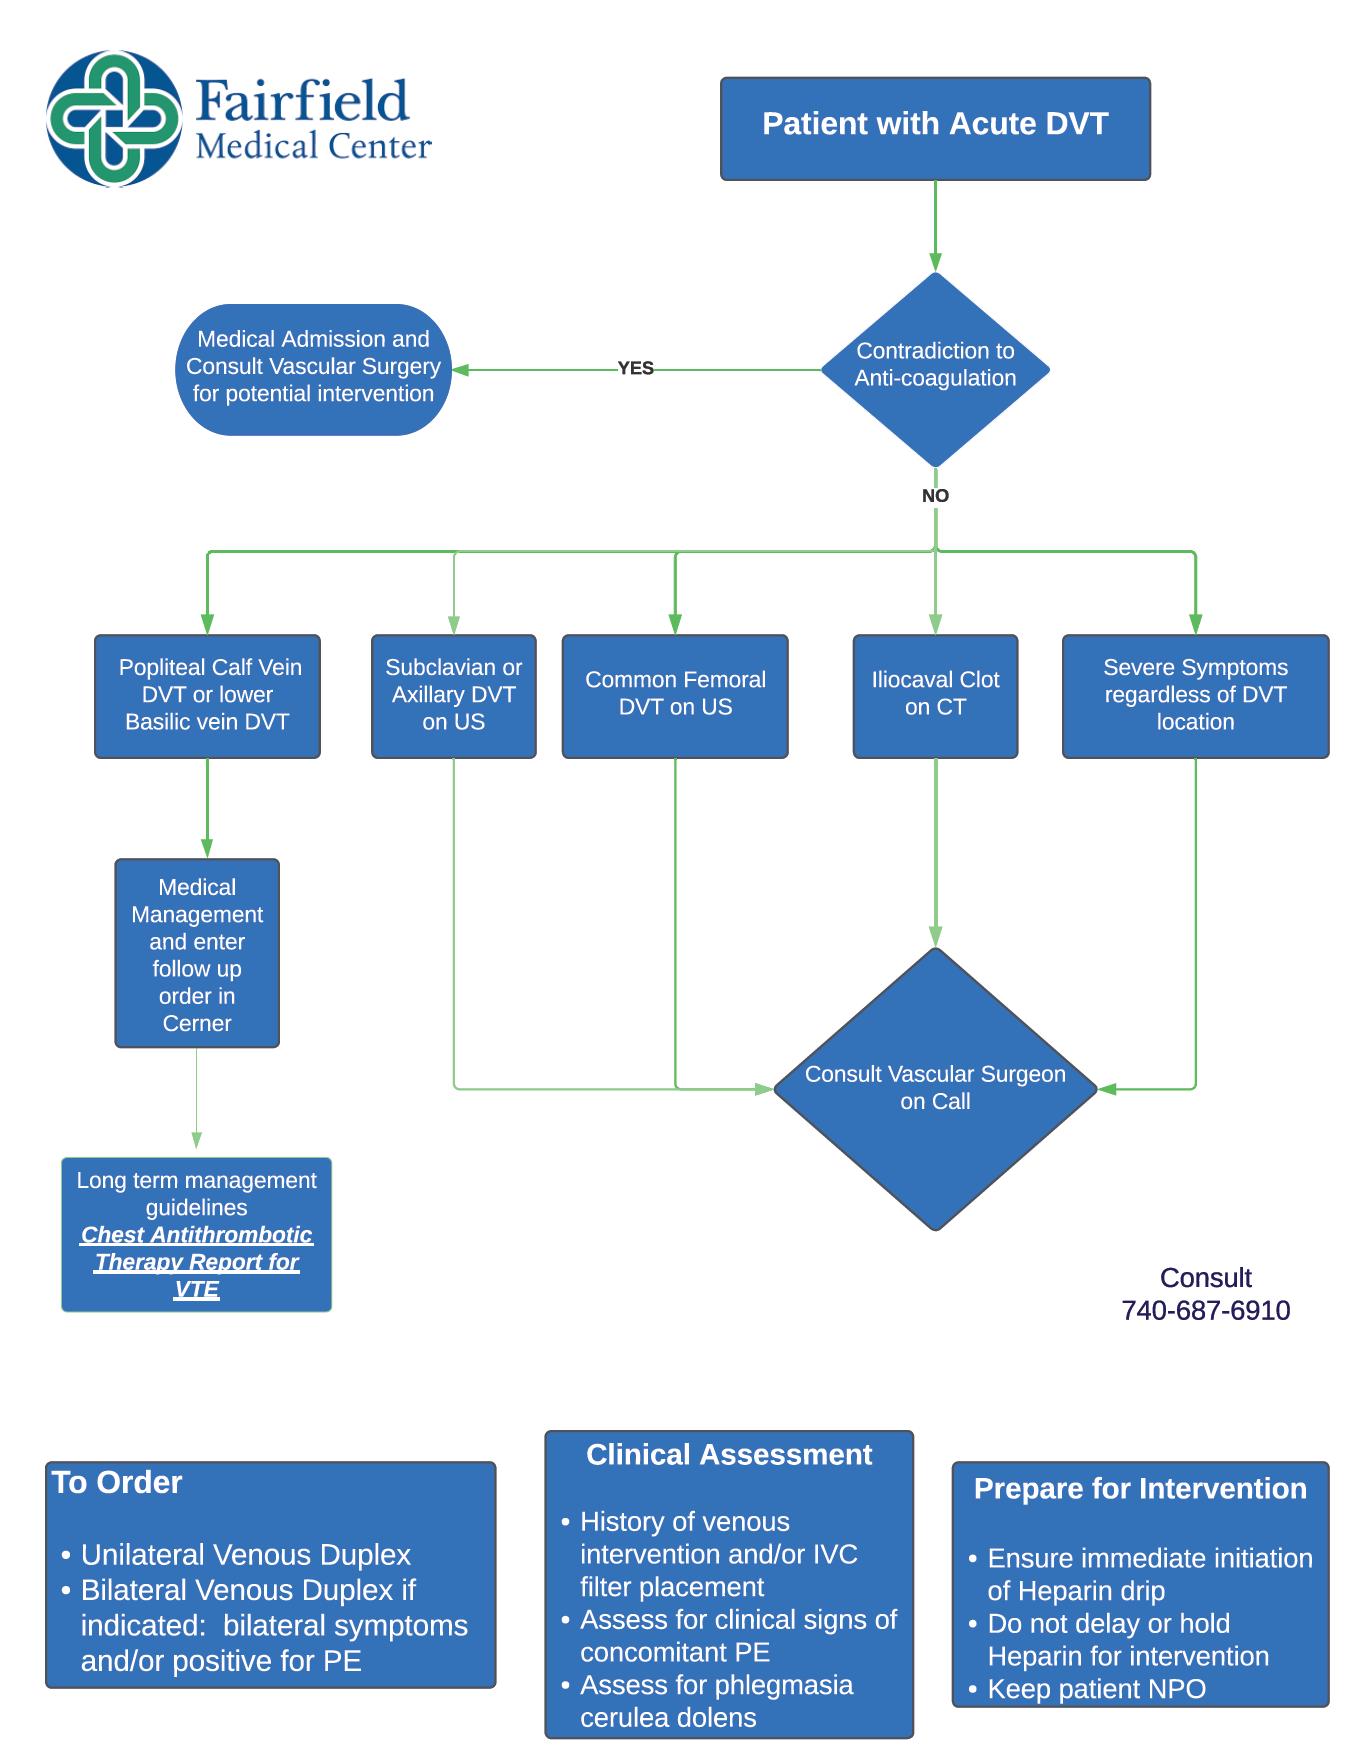 Fairfield
Medical Center
Patient with Acute DVT
Contradiction to
Anti-coagulation
YES
Medical Admission and
Consult Vascular Surgery
for potential intervention
NO
Popliteal Calf Vein
DVT or lower
Basilic vein DVT
Subclavian or
Axillary DVT
on US
Common Femoral
DVT on US
Iliocaval Clot
on CT
Severe Symptoms
regardless of DVT
location
Medical
Management
and enter
follow up
order in
Cerner
Consult Vascular Surgeon
on Call
Long term management
guidelines
Chest Antithrombotic
Therapy Report for
VTE
Consult
740-687-6910
To Order
• Unilateral Venous Duplex
• Bilateral Venous Duplex if
indicated:  bilateral symptoms
and/or positive for PE
Clinical Assessment
• History of venous
intervention and/or IVC
filter placement
• Assess for clinical signs of
concomitant PE
• Assess for phlegmasia
cerulea dolens
Prepare for Intervention
• Ensure immediate initiation
of Heparin drip
• Do not delay or hold
Heparin for intervention
• Keep patient NPO